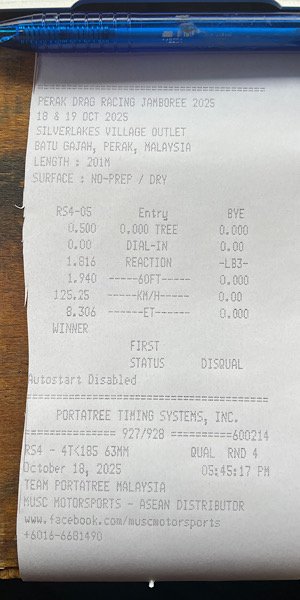 ==============================================
PERAK DRAG RACING JAMBOREE 2025
18 & 19 OCT 2025
SILVERLAKES VILLAGE OUTLET
BATU GAJAH, PERAK, MALAYSIA
LENGTH : 201M
SURFACE : NO-PREP / DRY
RS4-05 Entry BYE
0.500 0.000 TREE 0.000
0.00 DIAL-IN 0.00
1.816 REACTION -LB3-
1.940 -----60FT----- 0.000
125.25 -----KM/H----- 0.00
8.306 ------ET------ 0.000
WINNER
FIRST
STATUS DISQUAL
Autostart Disabled
==============================================
PORTATREE TIMING SYSTEMS, INC.
================ 927/928 ==========600214
RS4 - 4TK185 63MM QUAL RND 4
October 18, 2025 05:45:17 PM
TEAM PORTATREE MALAYSIA
MUSC MOTORSPORTS - ASEAN DISTRIBUTOR
www.facebook.com/muscmotorsports
+6016-6681490